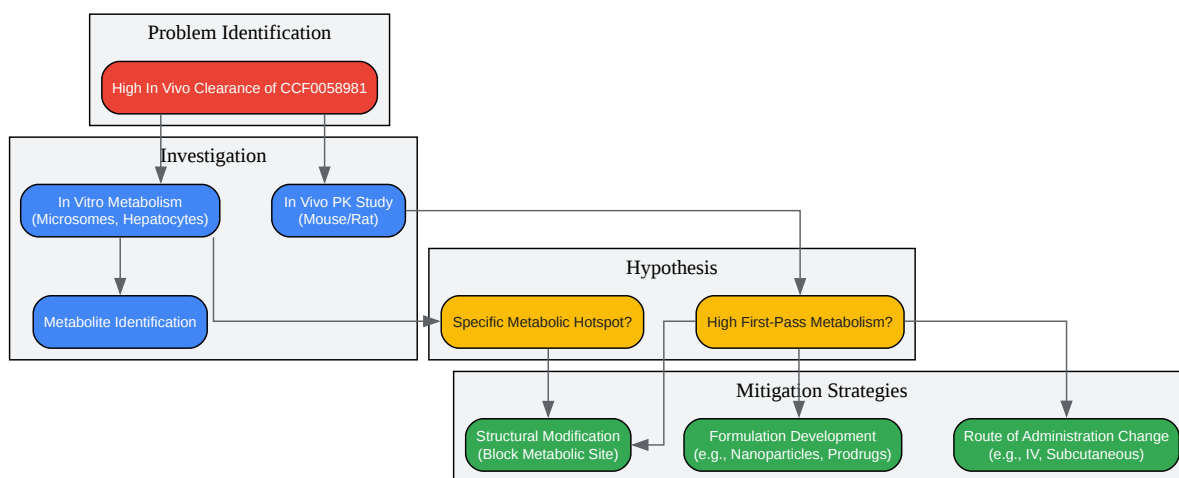 Problem Identification
High In Vivo Clearance of CCF0058981
Investigation
In Vitro Metabolism
(Microsomes, Hepatocytes)
In Vivo PK Study
(Mouse/Rat)
Metabolite Identification
Hypothesis
Specific Metabolic Hotspot?
High First-Pass Metabolism?
Mitigation Strategies
Structural Modification
(Block Metabolic Site)
Formulation Development
(e.g., Nanoparticles, Prodrugs)
Route of Administration Change
(e.g., IV, Subcutaneous)